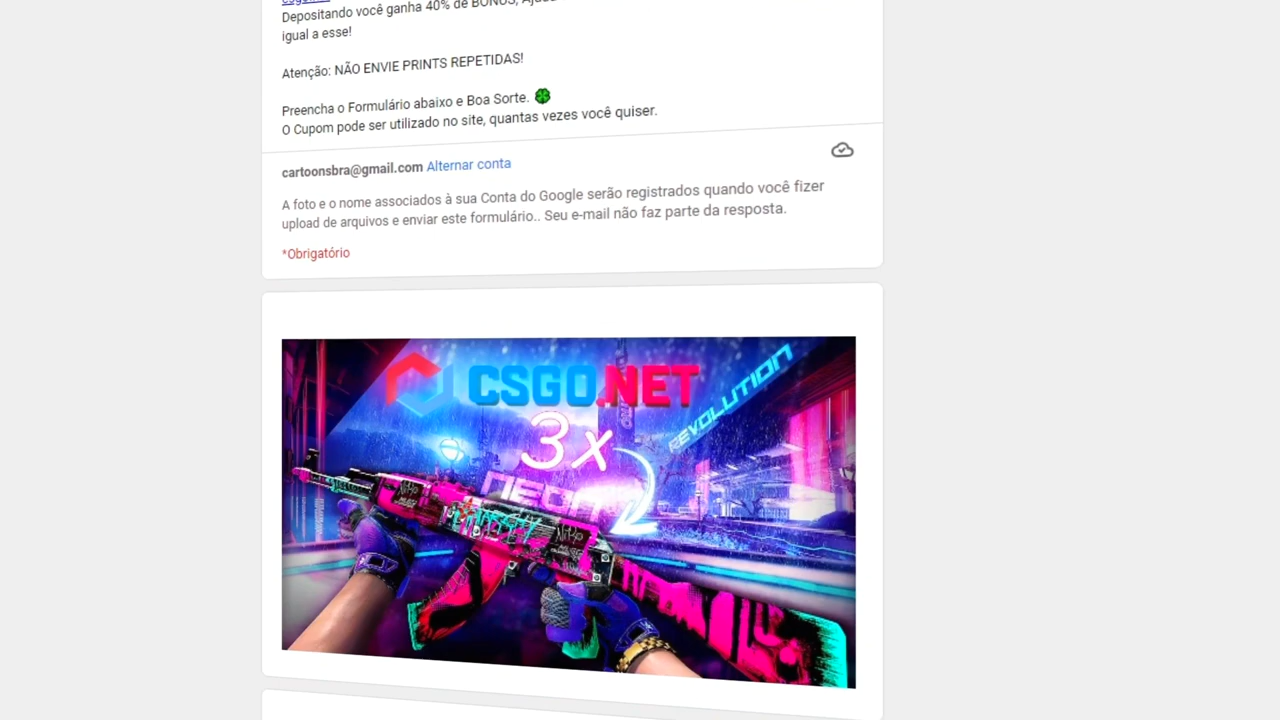 Depositando você ganha 40% de BÔNUS,
igual a esse!
Atenção: NÃO ENVIE PRINTS REPETIDAS!
Preencha o Formulário abaixo e Boa Sorte. 🍀
O Cupom pode ser utilizado no site, quantas vezes você quiser.
cartoonsbra@gmail.com Alternar conta
A foto e o nome associados à sua Conta do Google serão registrados quando você fizer
upload de arquivos e enviar este formulário.. Seu e-mail não faz parte da resposta.
*Obrigatório
CSGO.NET
REVOLUTION
3x